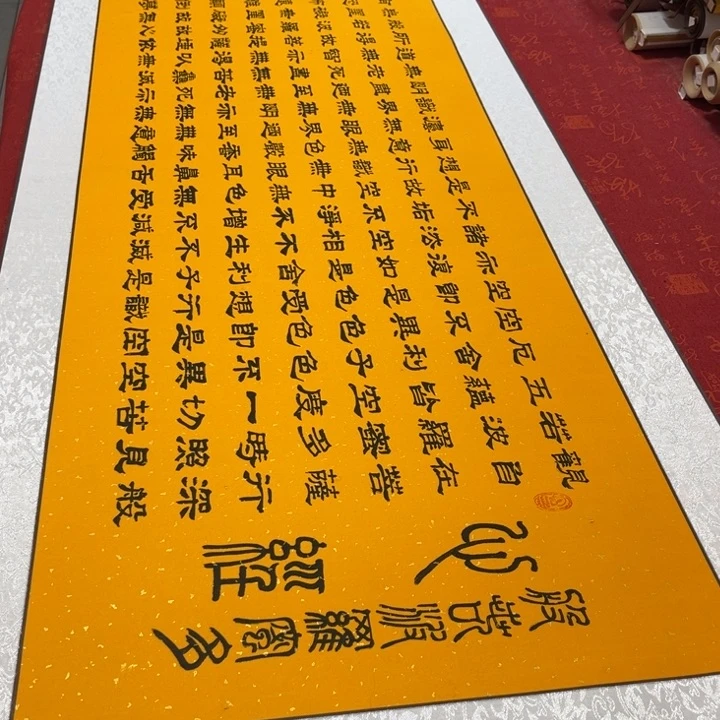 般若波羅蜜多
心經
觀自在菩薩行深般
若波羅蜜多時照見
五蘊皆空度一切苦
厄舍利子色不異空
空不異色色即是空
空即是色受想行識
亦復如是舍利子是
諸法空相不生不滅
不垢不淨不增不減
是故空中無色無受
想行識無眼耳鼻舌
身意無色聲香味觸
法無眼界乃至無意
識界無無明亦無無
明盡乃至無老死亦
無老死盡無苦集滅
道無智亦無得以無
所得故菩提薩埵依
般若波羅蜜多故心